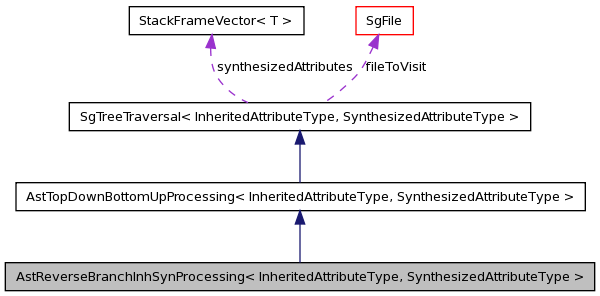 StackFrameVector< T >
SgFile
synthesizedAttributes
fileToVisit
SgTreeTraversal< InheritedAttributeType, SynthesizedAttributeType >
AstTopDownBottomUpProcessing< InheritedAttributeType, SynthesizedAttributeType >
AstReverseBranchInhSynProcessing< InheritedAttributeType, SynthesizedAttributeType >